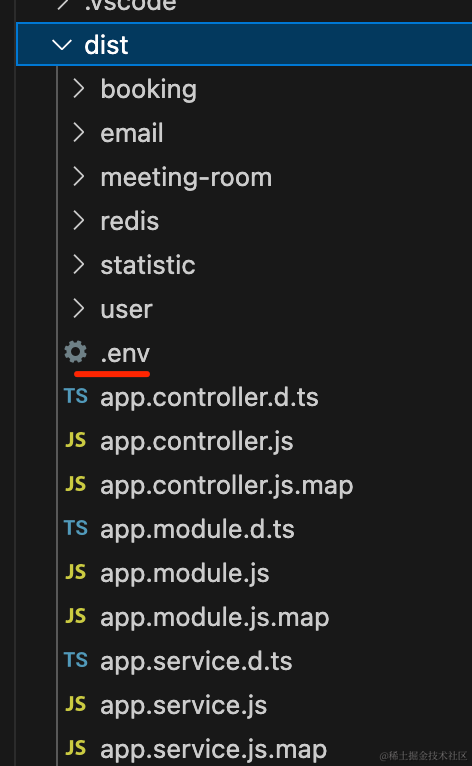 .vscode
dist
booking
email
meeting-room
redis
statistic
user
.env
TS app.controller.d.ts
JS app.controller.js
JS app.controller.js.map
TS app.module.d.ts
JS app.module.js
JS app.module.js.map
TS app.service.d.ts
JS app.service.js
JS app.service.js.map
@稀土掘金技术社区